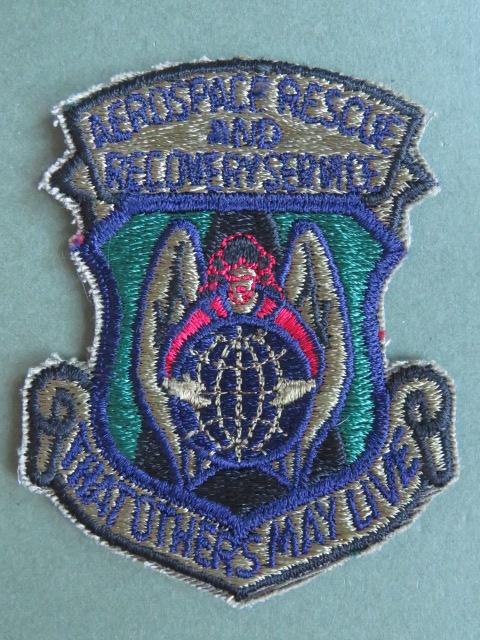 AEROSPACE RESCUE
AND
RECOVERY SERVICE
THAT OTHERS MAY LIVE